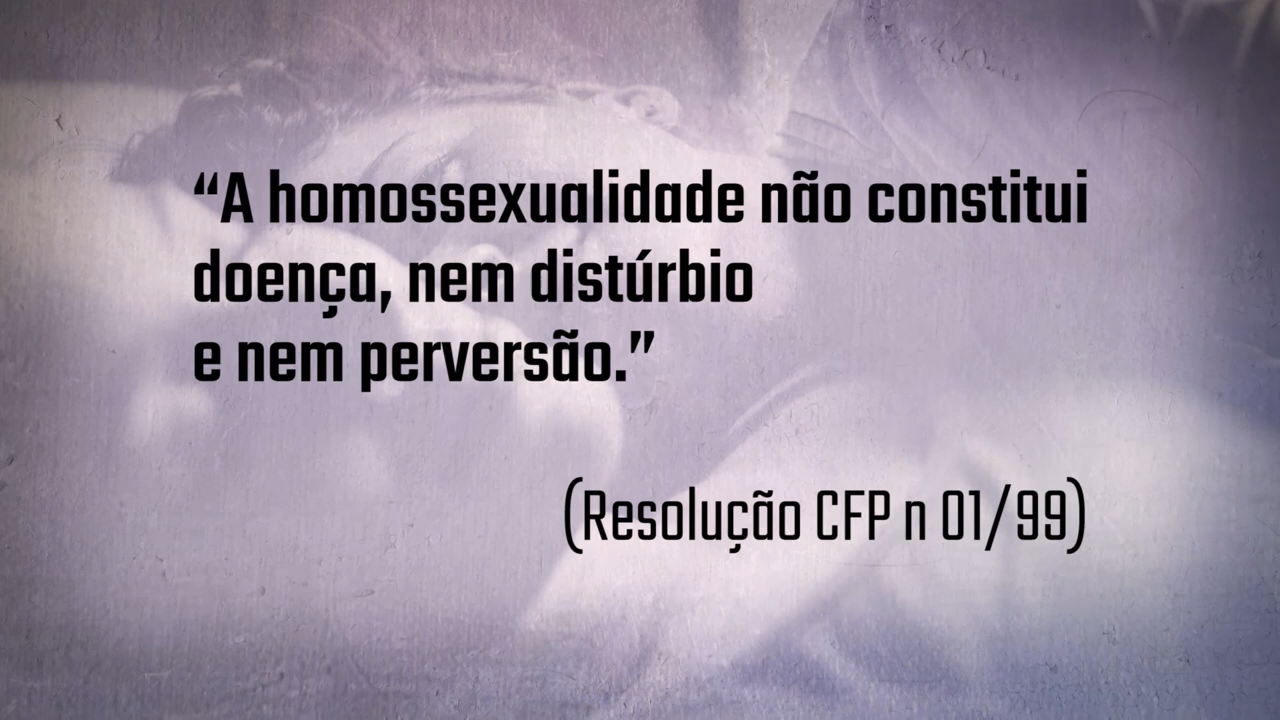 “A homossexualidade não constitui
doença, nem distúrbio
e nem perversão.”
(Resolução CFP n 01/99)